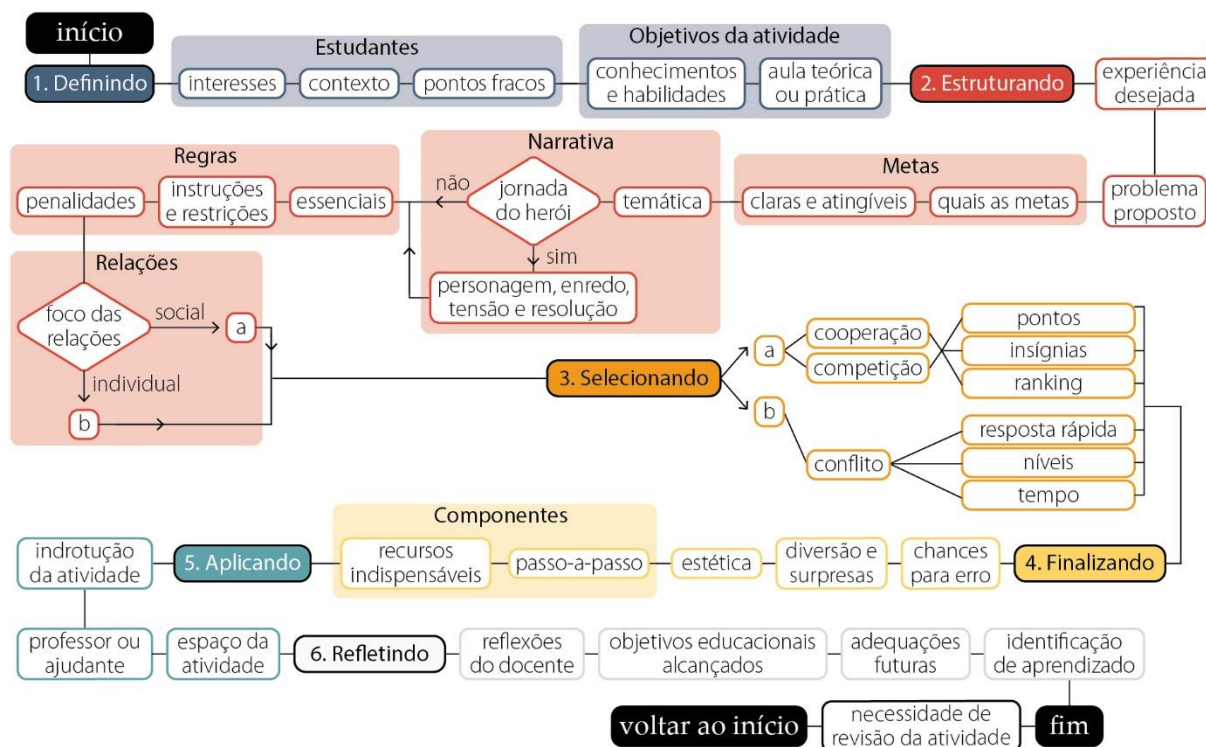 início
Estudantes
Objetivos da atividade
1. Definindo
interesses
contexto
pontos fracos
conhecimentos
e habilidades
aula teórica
ou prática
2. Estruturando
experiência
desejada
problema
proposto
Metas
quais as metas
claras e atingíveis
Narrativa
temática
jornada
do herói
não
sim
personagem, enredo,
tensão e resolução
Regras
essenciais
instruções
e restrições
penalidades
Relações
foco das
relações
social
a
individual
b
3. Selecionando
a
cooperação
competição
pontos
insígnias
ranking
b
conflito
resposta rápida
níveis
tempo
4. Finalizando
chances
para erro
diversão e
surpresas
estética
Componentes
passo-a-passo
recursos
indispensáveis
5. Aplicando
indrotução
da atividade
professor ou
ajudante
espaço da
atividade
6. Refletindo
reflexões
do docente
objetivos educacionais
alcançados
adequações
futuras
identificação
de aprendizado
fim
necessidade de
revisão da atividade
voltar ao início